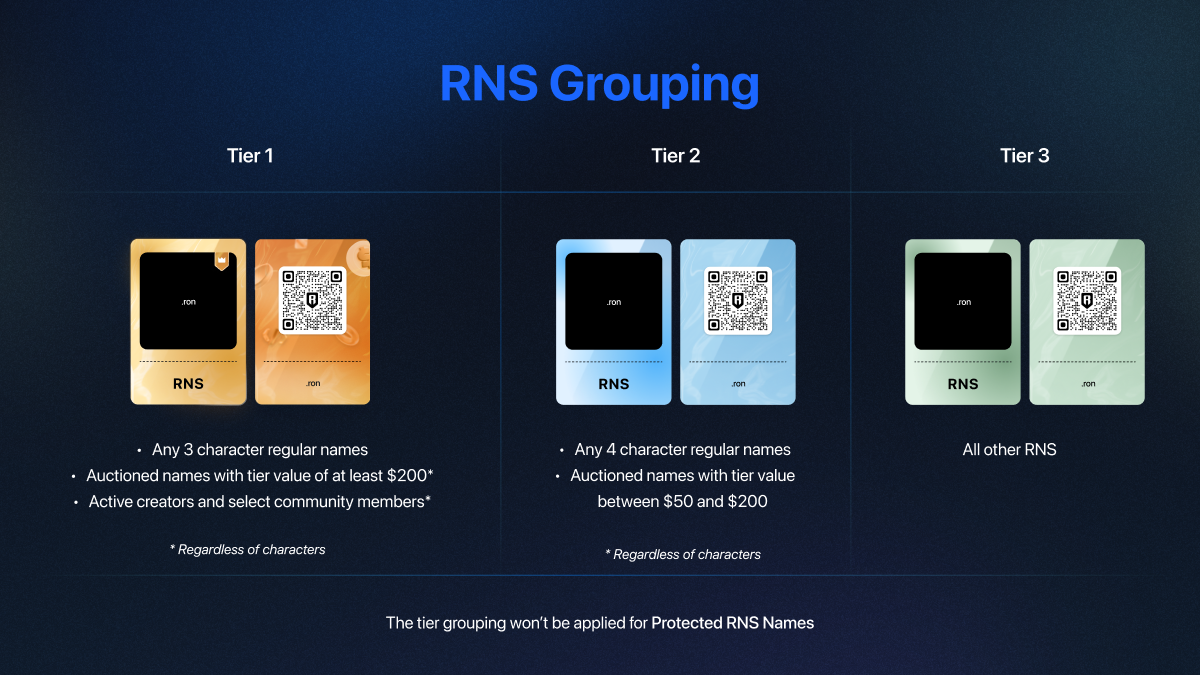 RNS Grouping
Tier 1
Tier 2
Tier 3
.ron
RNS
.ron
.ron
RNS
.ron
.ron
RNS
.ron
• Any 3 character regular names
• Auctioned names with tier value of at least $200*
• Active creators and select community members*
* Regardless of characters
• Any 4 character regular names
• Auctioned names with tier value
between $50 and $200
* Regardless of characters
All other RNS
The tier grouping won’t be applied for Protected RNS Names